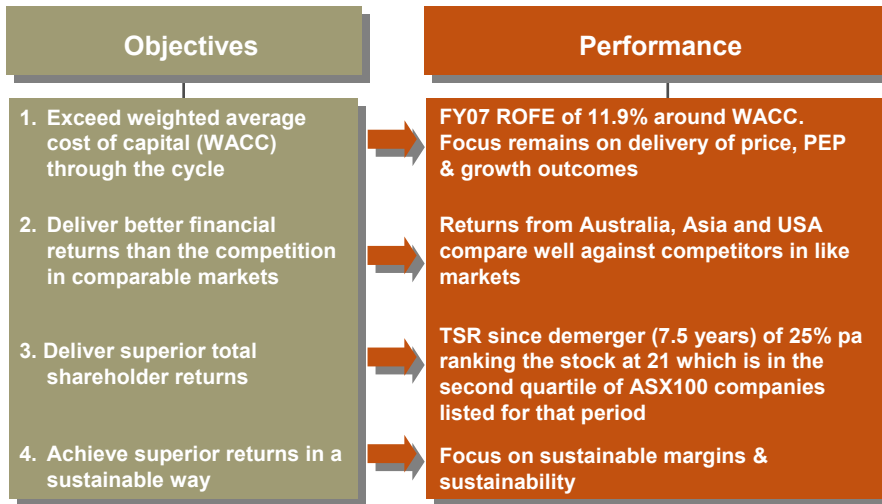 Objectives
Performance
1. Exceed weighted average
cost of capital (WACC)
through the cycle
FY07 ROFE of 11.9% around WACC.
Focus remains on delivery of price, PEP
& growth outcomes
2. Deliver better financial
returns than the competition
in comparable markets
Returns from Australia, Asia and USA
compare well against competitors in like
markets
3. Deliver superior total
shareholder returns
TSR since demerger (7.5 years) of 25% pa
ranking the stock at 21 which is in the
second quartile of ASX100 companies
listed for that period
4. Achieve superior returns in a
sustainable way
Focus on sustainable margins &
sustainability